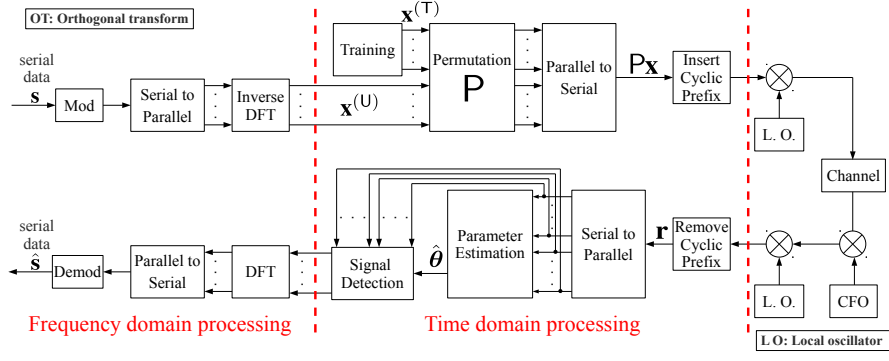 OT: Orthogonal transform
serial
data
s
Mod
Serial to
Parallel
Inverse
DFT
x(U)
Training
x(T)
Permutation
P
Parallel to
Serial
Px
Insert
Cyclic
Prefix
L. O.
Channel
serial
data
ŝ
Demod
Parallel to
Serial
DFT
Signal
Detection
θ̂
Parameter
Estimation
Serial to
Parallel
r
Remove
Cyclic
Prefix
L. O.
CFO
Frequency domain processing
Time domain processing
L O: Local oscillator